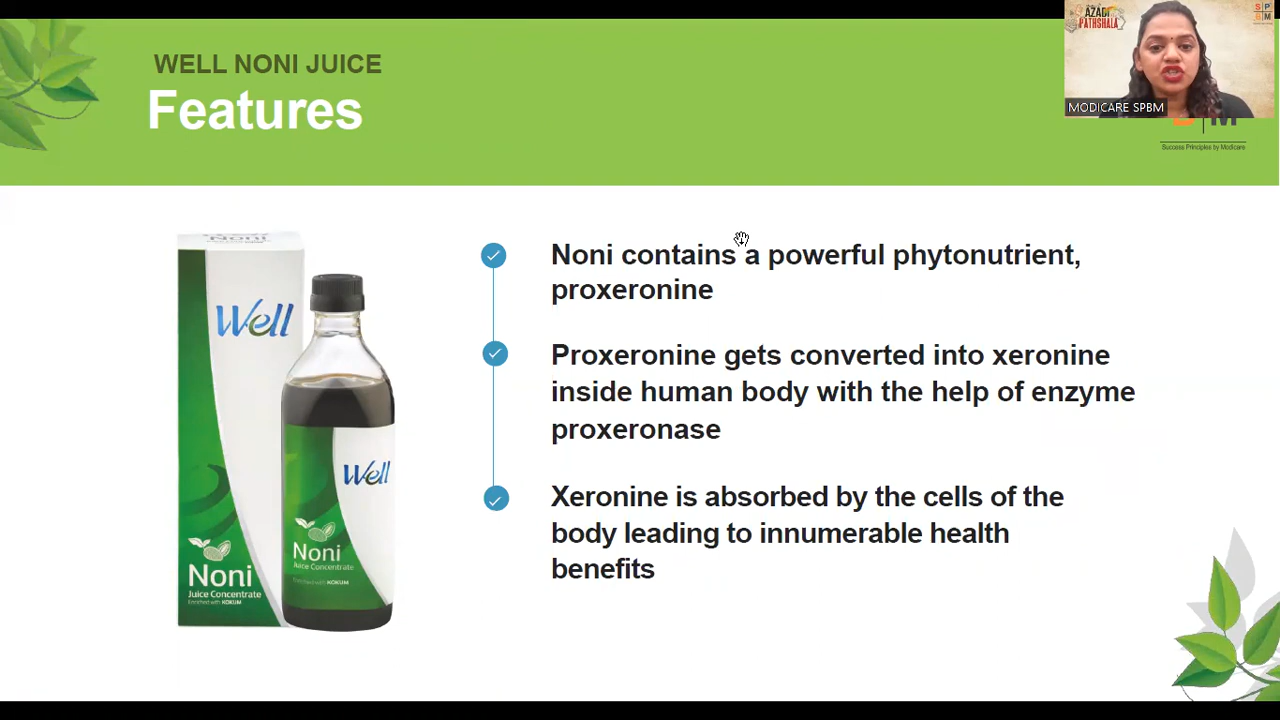 WELL NONI JUICE
Features
AZADI
PATHSHALA
S P
B M
MODICARE SPBM
Success Principles by Modicare
Noni contains a powerful phytonutrient,
proxeronine
Proxeronine gets converted into xeronine
inside human body with the help of enzyme
proxeronase
Xeronine is absorbed by the cells of the
body leading to innumerable health
benefits
Noni
Well
Noni
Juice Concentrate
Enriched with KOKUM
Well
Noni
Juice Concentrate
Enriched with KOKUM